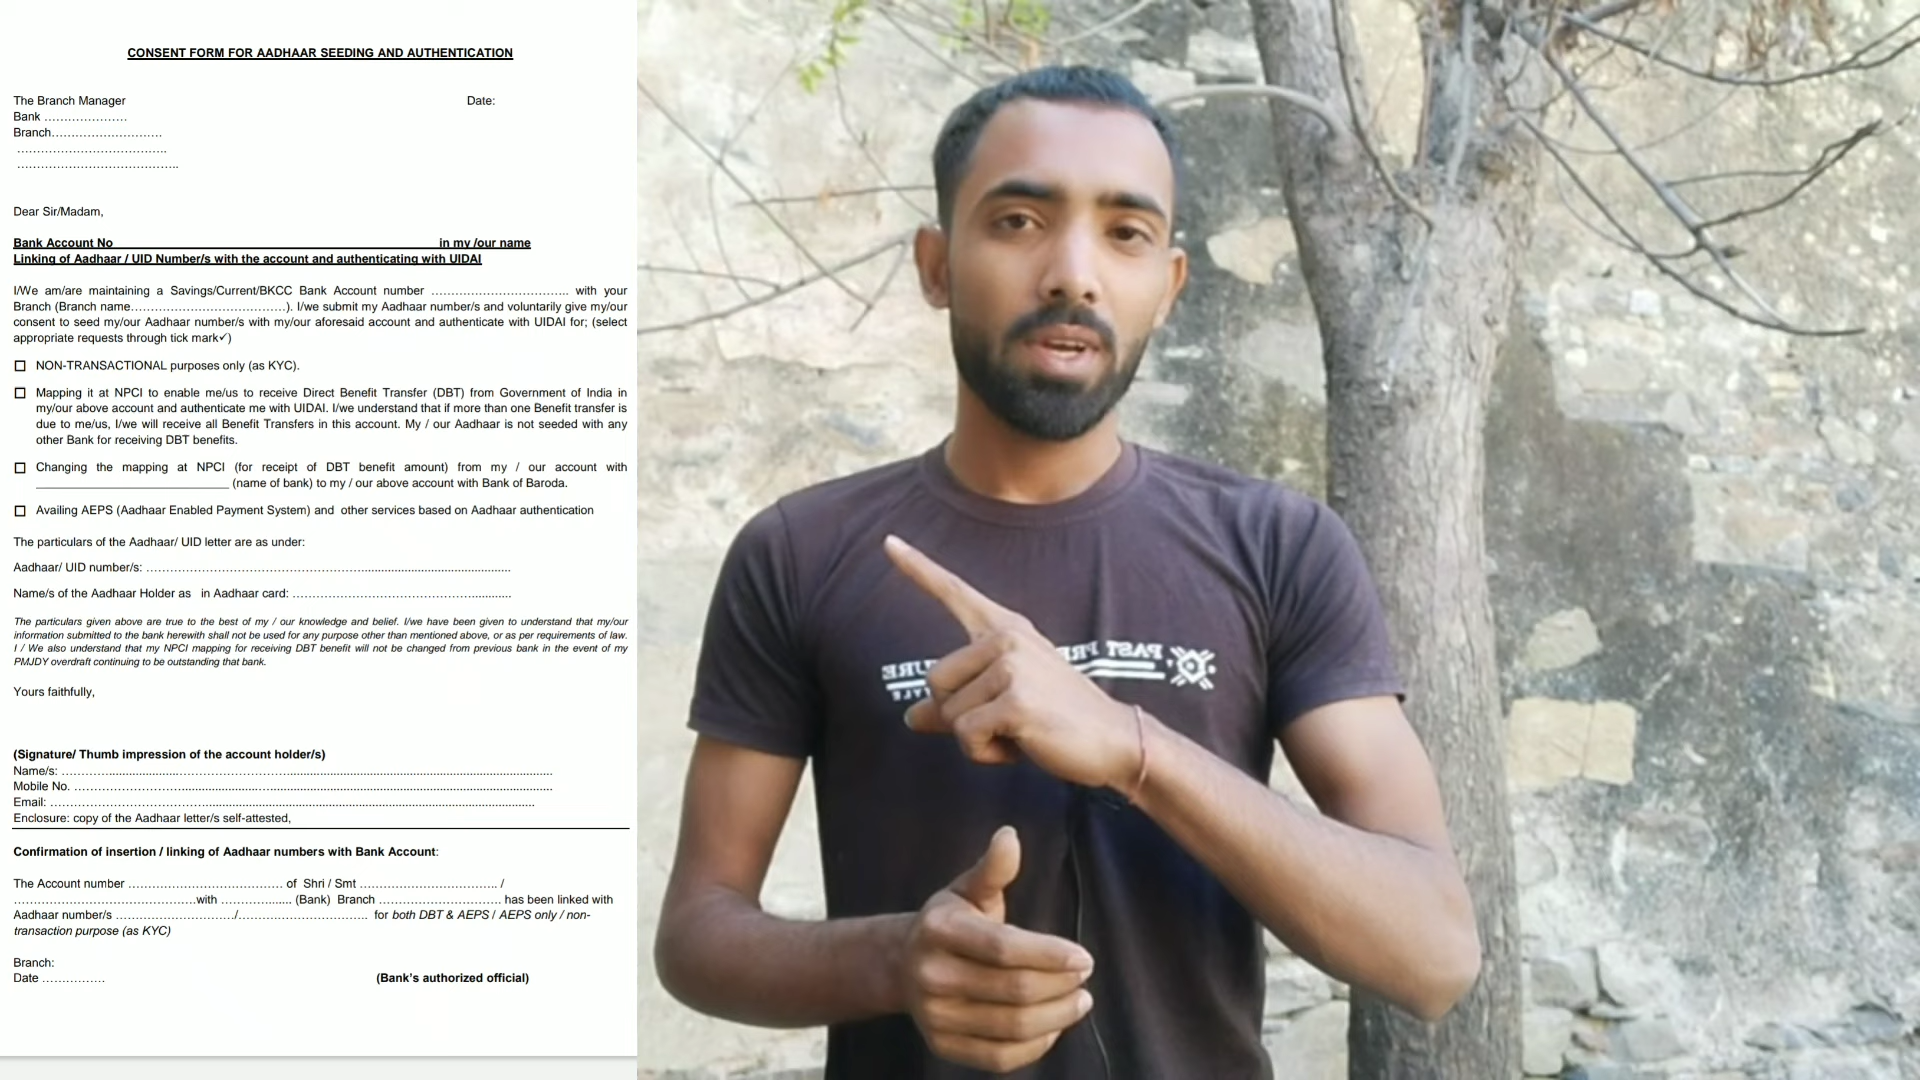 CONSENT FORM FOR AADHAAR SEEDING AND AUTHENTICATION
The Branch Manager Date:
Bank …………………
Branch……………………….
……………………………….
…………………………………..
Dear Sir/Madam,
Bank Account No__________________________________________________in my /our name
Linking of Aadhaar / UID Number/s with the account and authenticating with UIDAI
I/We am/are maintaining a Savings/Current/BKCC Bank Account number …………………………….. with your
Branch (Branch name…………………………………). I/we submit my Aadhaar number/s and voluntarily give my/our
consent to seed my/our Aadhaar number/s with my/our aforesaid account and authenticate with UIDAI for; (select
appropriate requests through tick mark✓)
☐ NON-TRANSACTIONAL purposes only (as KYC).
☐ Mapping it at NPCI to enable me/us to receive Direct Benefit Transfer (DBT) from Government of India in
my/our above account and authenticate me with UIDAI. I/we understand that if more than one Benefit transfer is
due to me/us, I/we will receive all Benefit Transfers in this account. My / our Aadhaar is not seeded with any
other Bank for receiving DBT benefits.
☐ Changing the mapping at NPCI (for receipt of DBT benefit amount) from my / our account with
_____________________________ (name of bank) to my / our above account with Bank of Baroda.
☐ Availing AEPS (Aadhaar Enabled Payment System) and other services based on Aadhaar authentication
The particulars of the Aadhaar/ UID letter are as under:
Aadhaar/ UID number/s: ………………………………………………..............................................
Name/s of the Aadhaar Holder as in Aadhaar card: ………………………………………...........
The particulars given above are true to the best of my / our knowledge and belief. I/we have been given to understand that my/our
information submitted to the bank herewith shall not be used for any purpose other than mentioned above, or as per requirements of law.
I / We also understand that my NPCI mapping for receiving DBT benefit will not be changed from previous bank in the event of my
PMJDY overdraft continuing to be outstanding that bank.
Yours faithfully,
(Signature/ Thumb impression of the account holder/s)
Name/s: ………......................………………………................................................................................
Mobile No. ………………………...............................................................................................................
Email: …………………………………....................................................................................................
Enclosure: copy of the Aadhaar letter/s self-attested,
Confirmation of insertion / linking of Aadhaar numbers with Bank Account:
The Account number ………………………………… of Shri / Smt …………………………….. /
……………………………………….with ………....... (Bank) Branch …………………………. has been linked with
Aadhaar number/s ………………………../………………………….. for both DBT & AEPS / AEPS only / non-
transaction purpose (as KYC)
Branch:
Date ……………. (Bank’s authorized official)
PAST PRE URE
YLE